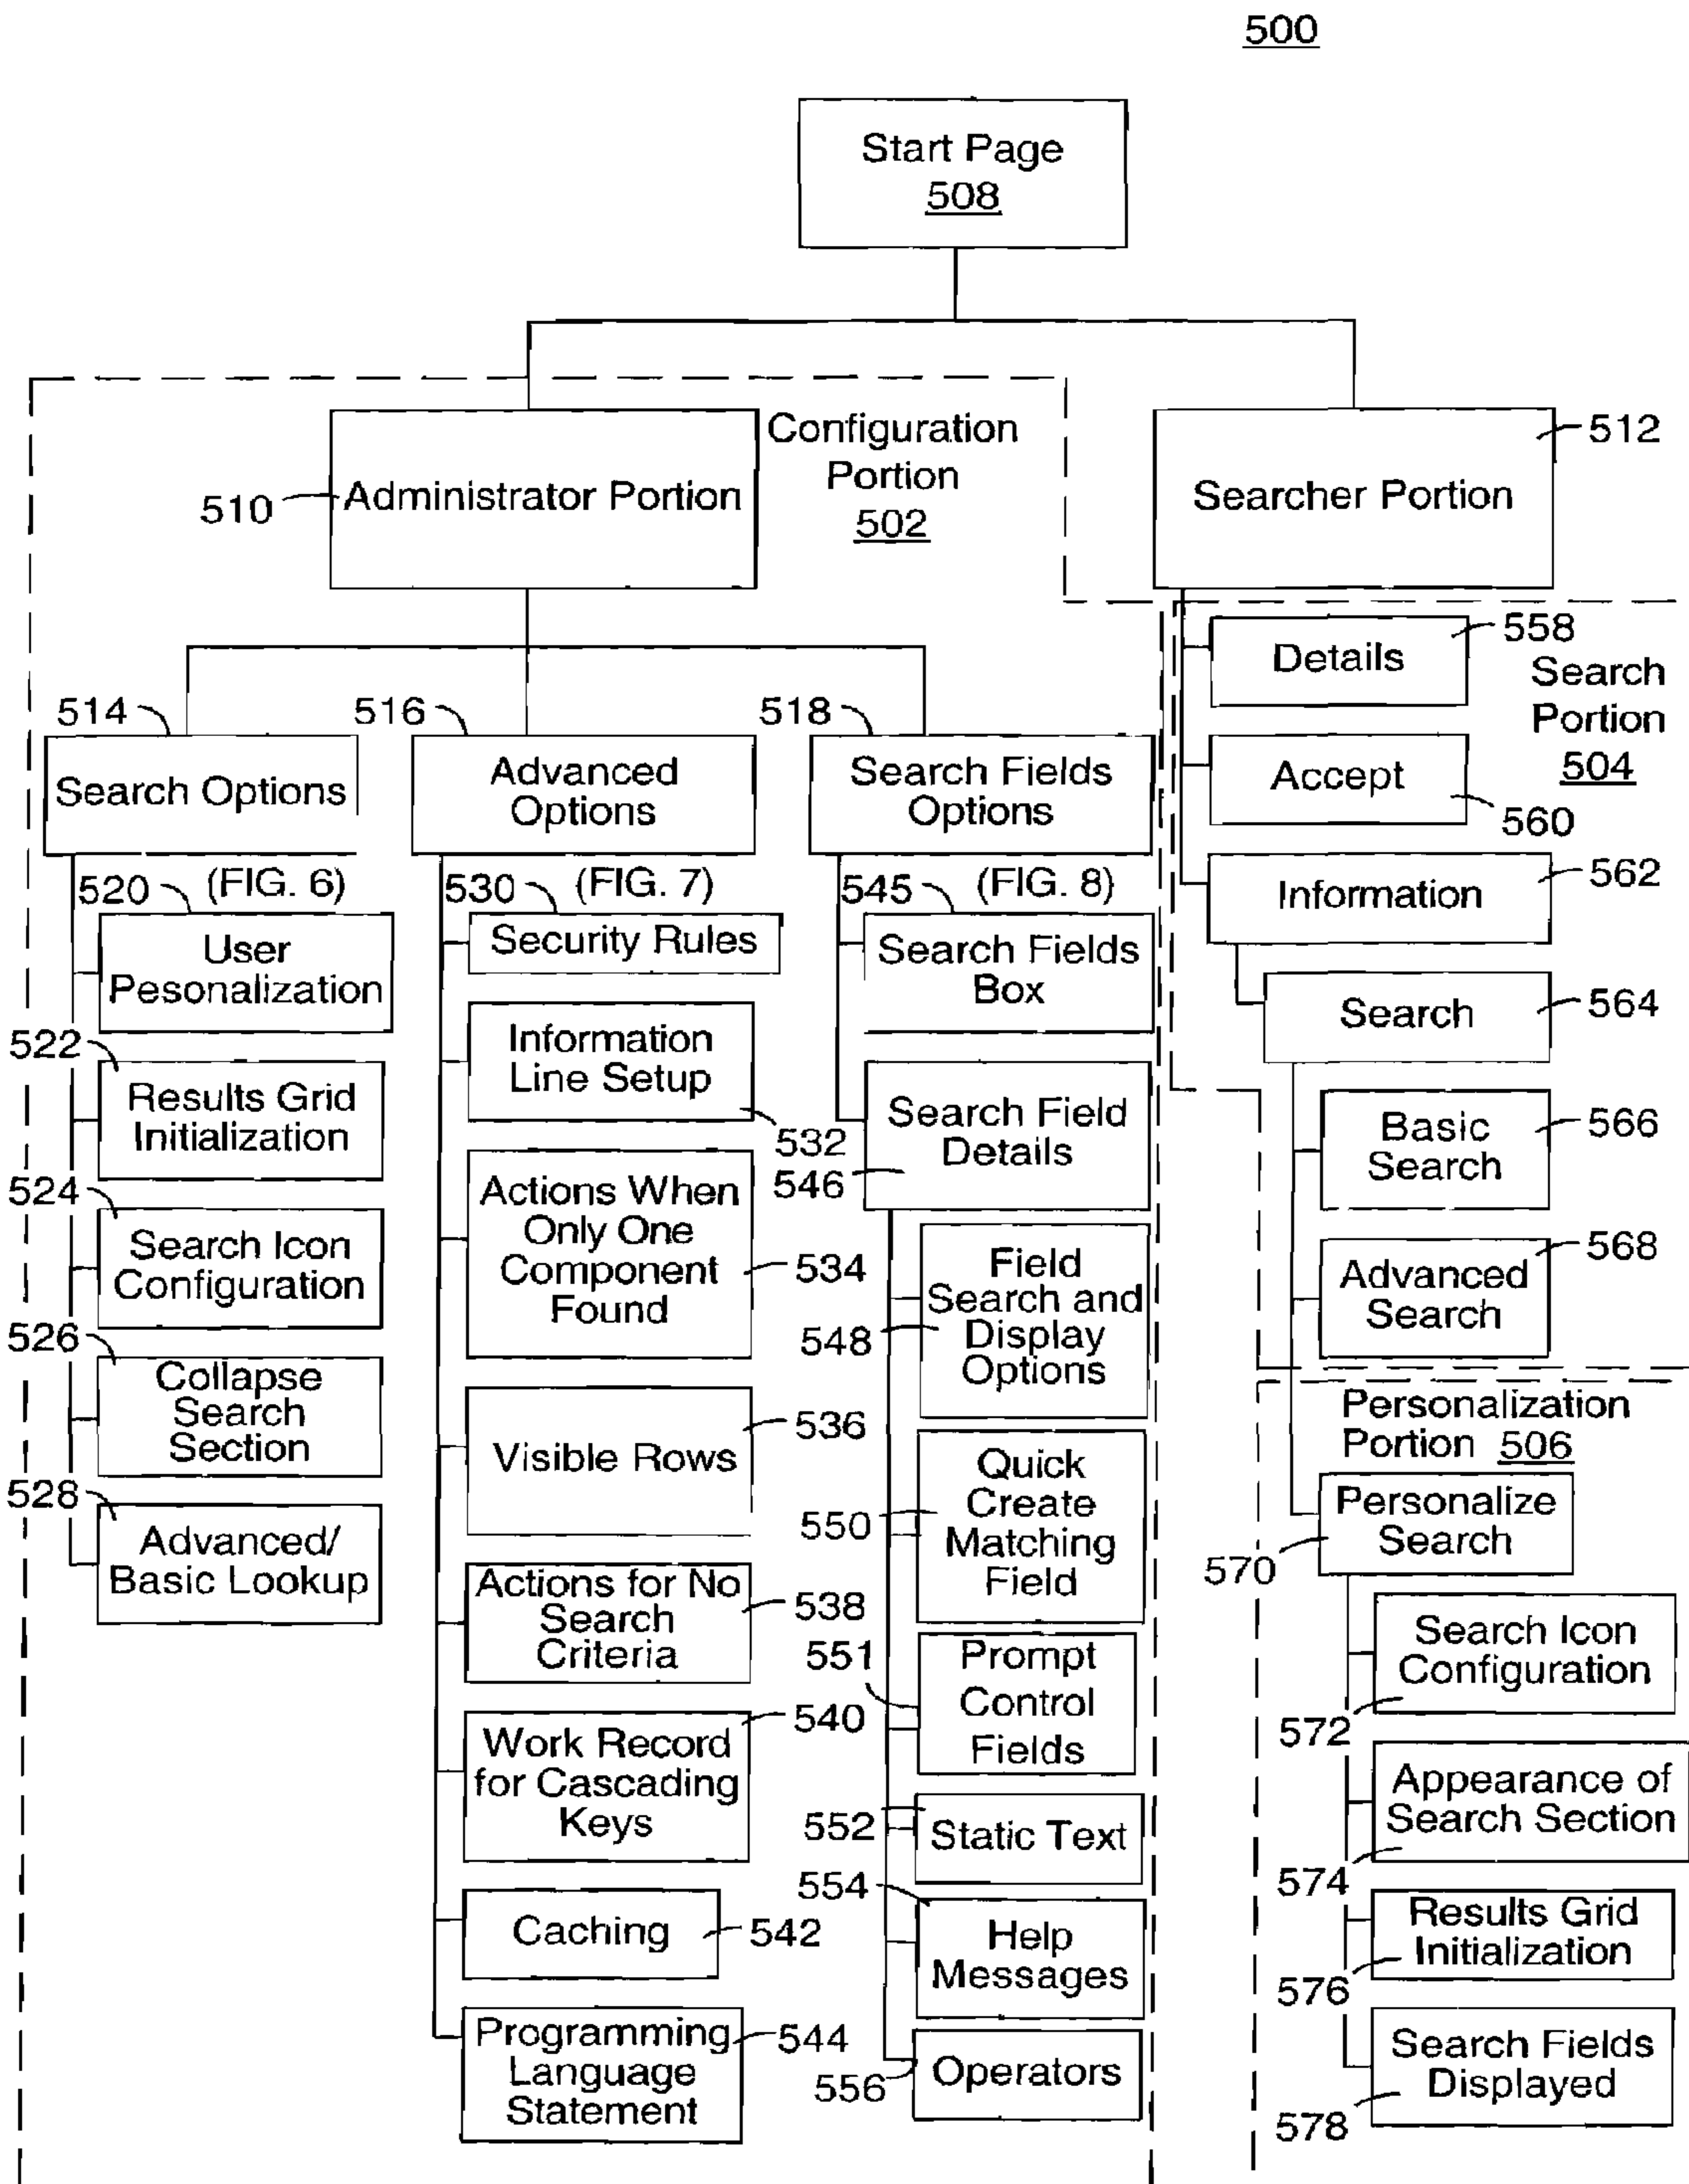 500
Start Page
508
Configuration
Portion
502
510
Administrator Portion
512
Searcher Portion
514
Search Options
(FIG. 6)
520
User
Pesonalization
522
Results Grid
Initialization
524
Search Icon
Configuration
526
Collapse
Search
Section
528
Advanced/
Basic Lookup
516
Advanced
Options
(FIG. 7)
530
Security Rules
Information
Line Setup
532
Actions When
Only One
Component
Found
534
Visible Rows
536
Actions for No
Search
Criteria
538
Work Record
for Cascading
Keys
540
Caching
542
Programming
Language
Statement
544
518
Search Fields
Options
(FIG. 8)
545
Search Fields
Box
Search Field
Details
546
Field
Search and
Display
Options
548
Quick
Create
Matching
Field
550
551
Prompt
Control
Fields
552
Static Text
554
Help
Messages
556
Operators
558
Details
Search
Portion
504
Accept
560
Information
562
Search
564
Basic
Search
566
Advanced
Search
568
Personalization
Portion 506
Personalize
Search
570
Search Icon
Configuration
572
Appearance of
Search Section
574
Results Grid
Initialization
576
Search Fields
Displayed
578